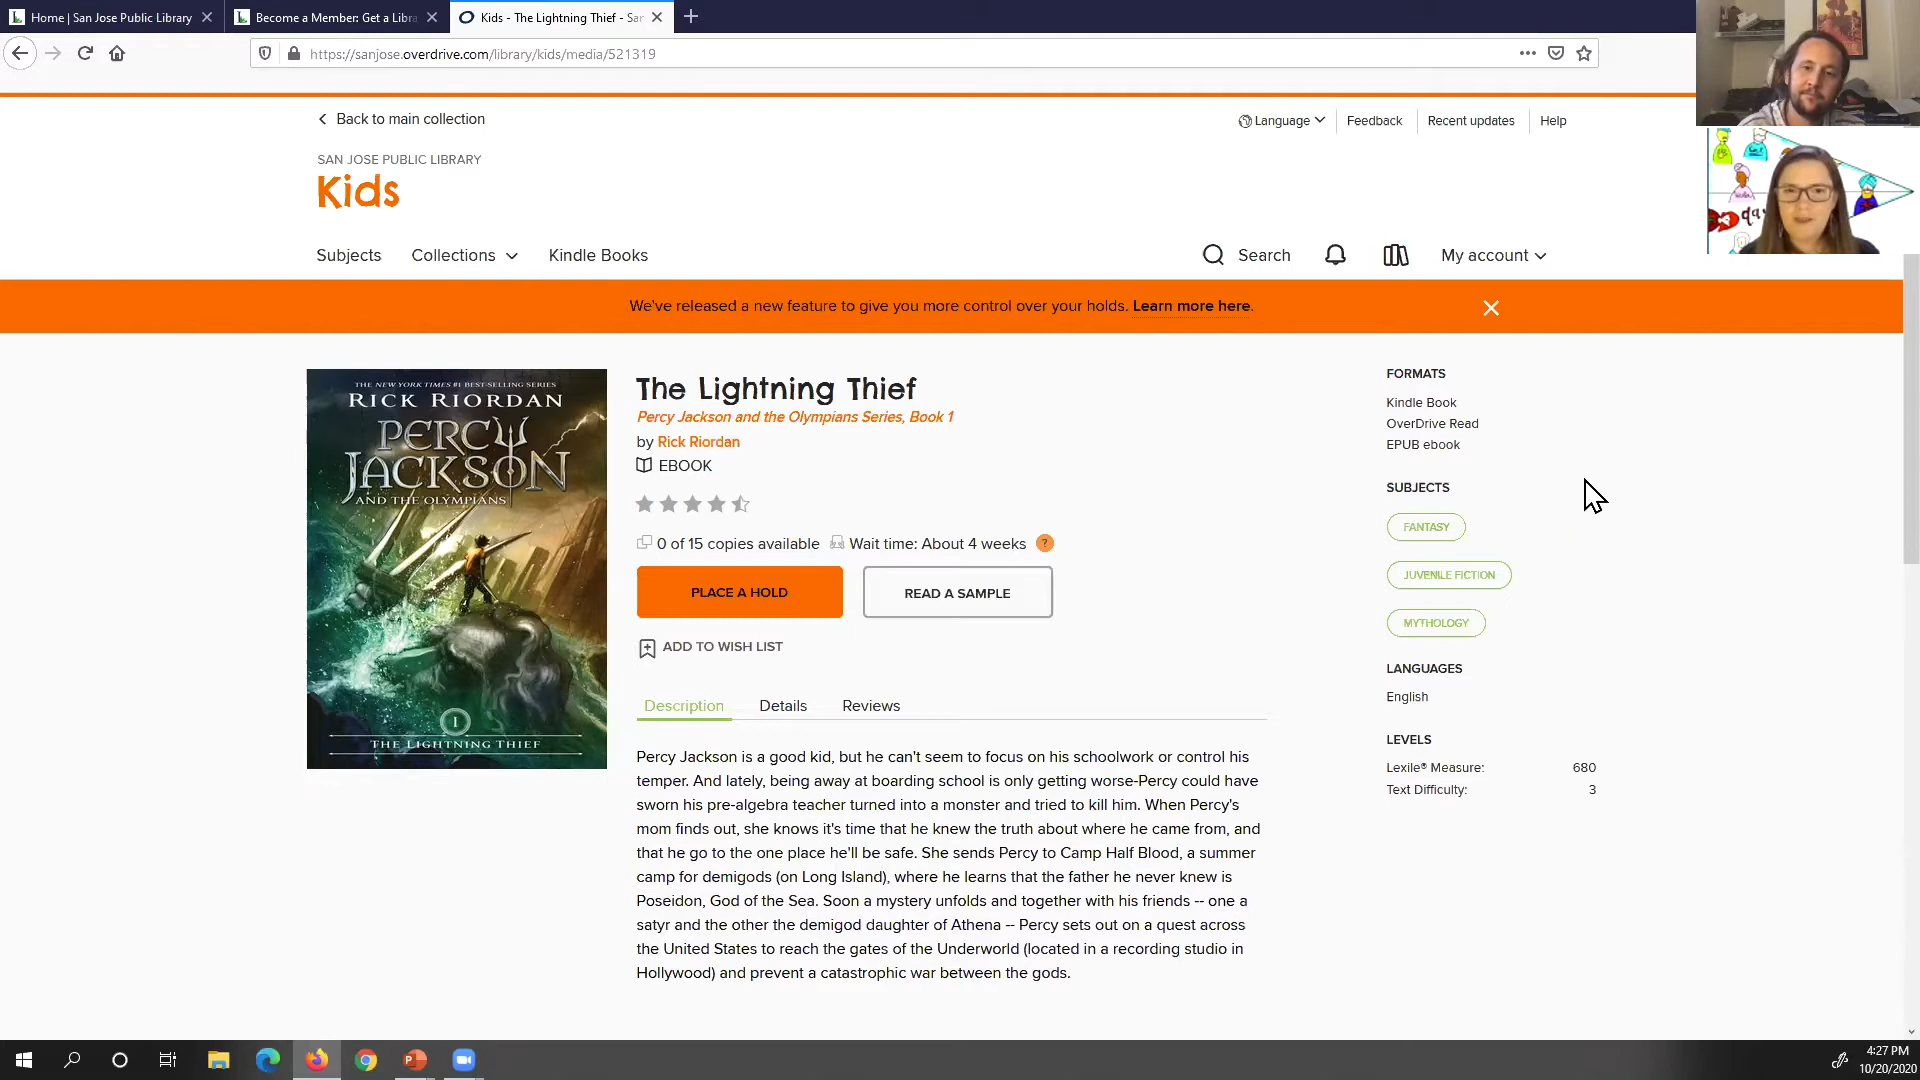 Home | San Jose Public Library
Become a Member: Get a Libra
Kids - The Lightning Thief - Sar
https://sanjose.overdrive.com/library/kids/media/521319
Back to main collection
Language
Feedback
Recent updates
Help
SAN JOSE PUBLIC LIBRARY
Kids
Subjects
Collections
Kindle Books
Search
My account
We've released a new feature to give you more control over your holds. Learn more here.
THE NEW YORK TIMES #1 BEST-SELLING SERIES
RICK RIORDAN
PERCY
JACKSON
AND THE OLYMPIANS
I
THE LIGHTNING THIEF
The Lightning Thief
Percy Jackson and the Olympians Series, Book 1
by Rick Riordan
EBOOK
0 of 15 copies available
Wait time: About 4 weeks
?
PLACE A HOLD
READ A SAMPLE
ADD TO WISH LIST
Description
Details
Reviews
Percy Jackson is a good kid, but he can't seem to focus on his schoolwork or control his
temper. And lately, being away at boarding school is only getting worse-Percy could have
sworn his pre-algebra teacher turned into a monster and tried to kill him. When Percy's
mom finds out, she knows it's time that he knew the truth about where he came from, and
that he go to the one place he'll be safe. She sends Percy to Camp Half Blood, a summer
camp for demigods (on Long Island), where he learns that the father he never knew is
Poseidon, God of the Sea. Soon a mystery unfolds and together with his friends -- one a
satyr and the other the demigod daughter of Athena -- Percy sets out on a quest across
the United States to reach the gates of the Underworld (located in a recording studio in
Hollywood) and prevent a catastrophic war between the gods.
FORMATS
Kindle Book
OverDrive Read
EPUB ebook
SUBJECTS
FANTASY
JUVENILE FICTION
MYTHOLOGY
LANGUAGES
English
LEVELS
Lexile® Measure: 680
Text Difficulty: 3
4:27 PM
10/20/2020